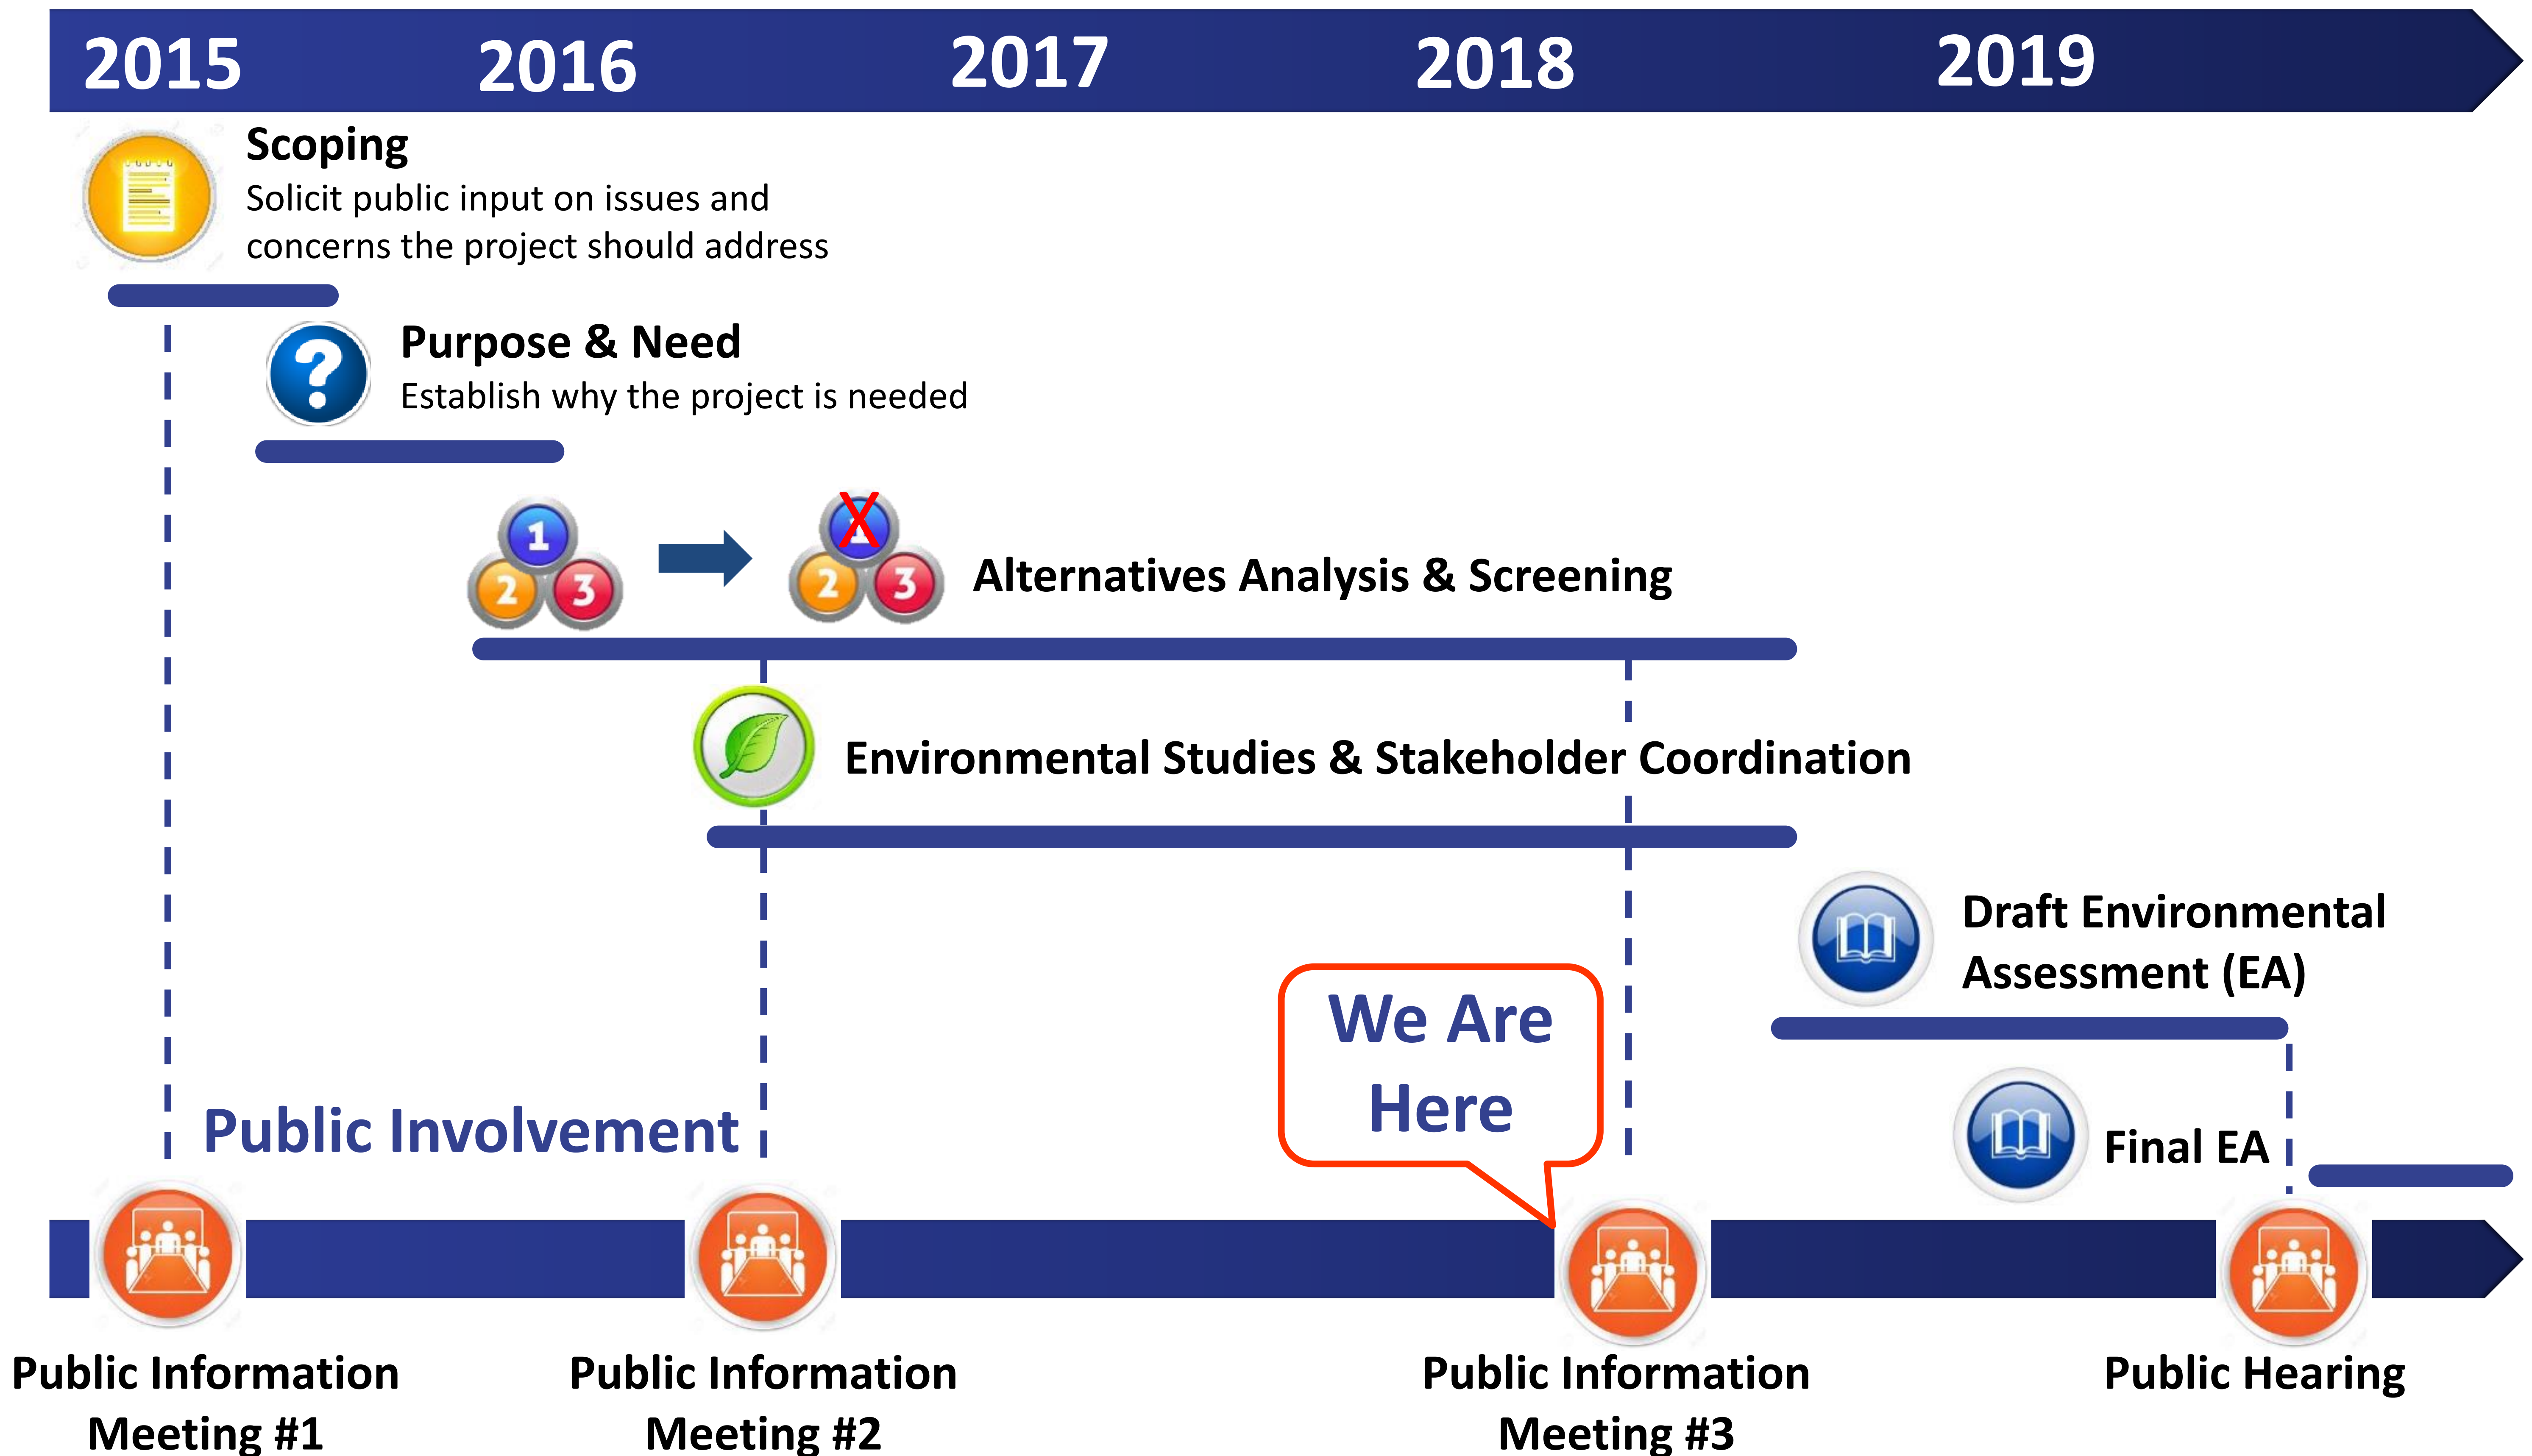 2015 2016 2017 2018 2019
Scoping
Solicit public input on issues and
concerns the project should address
Purpose & Need
Establish why the project is needed
1
2 3
1
2 3
X
Alternatives Analysis & Screening
Environmental Studies & Stakeholder Coordination
Draft Environmental
Assessment (EA)
We Are
Here
Public Involvement
Final EA
Public Information
Meeting #1
Public Information
Meeting #2
Public Information
Meeting #3
Public Hearing